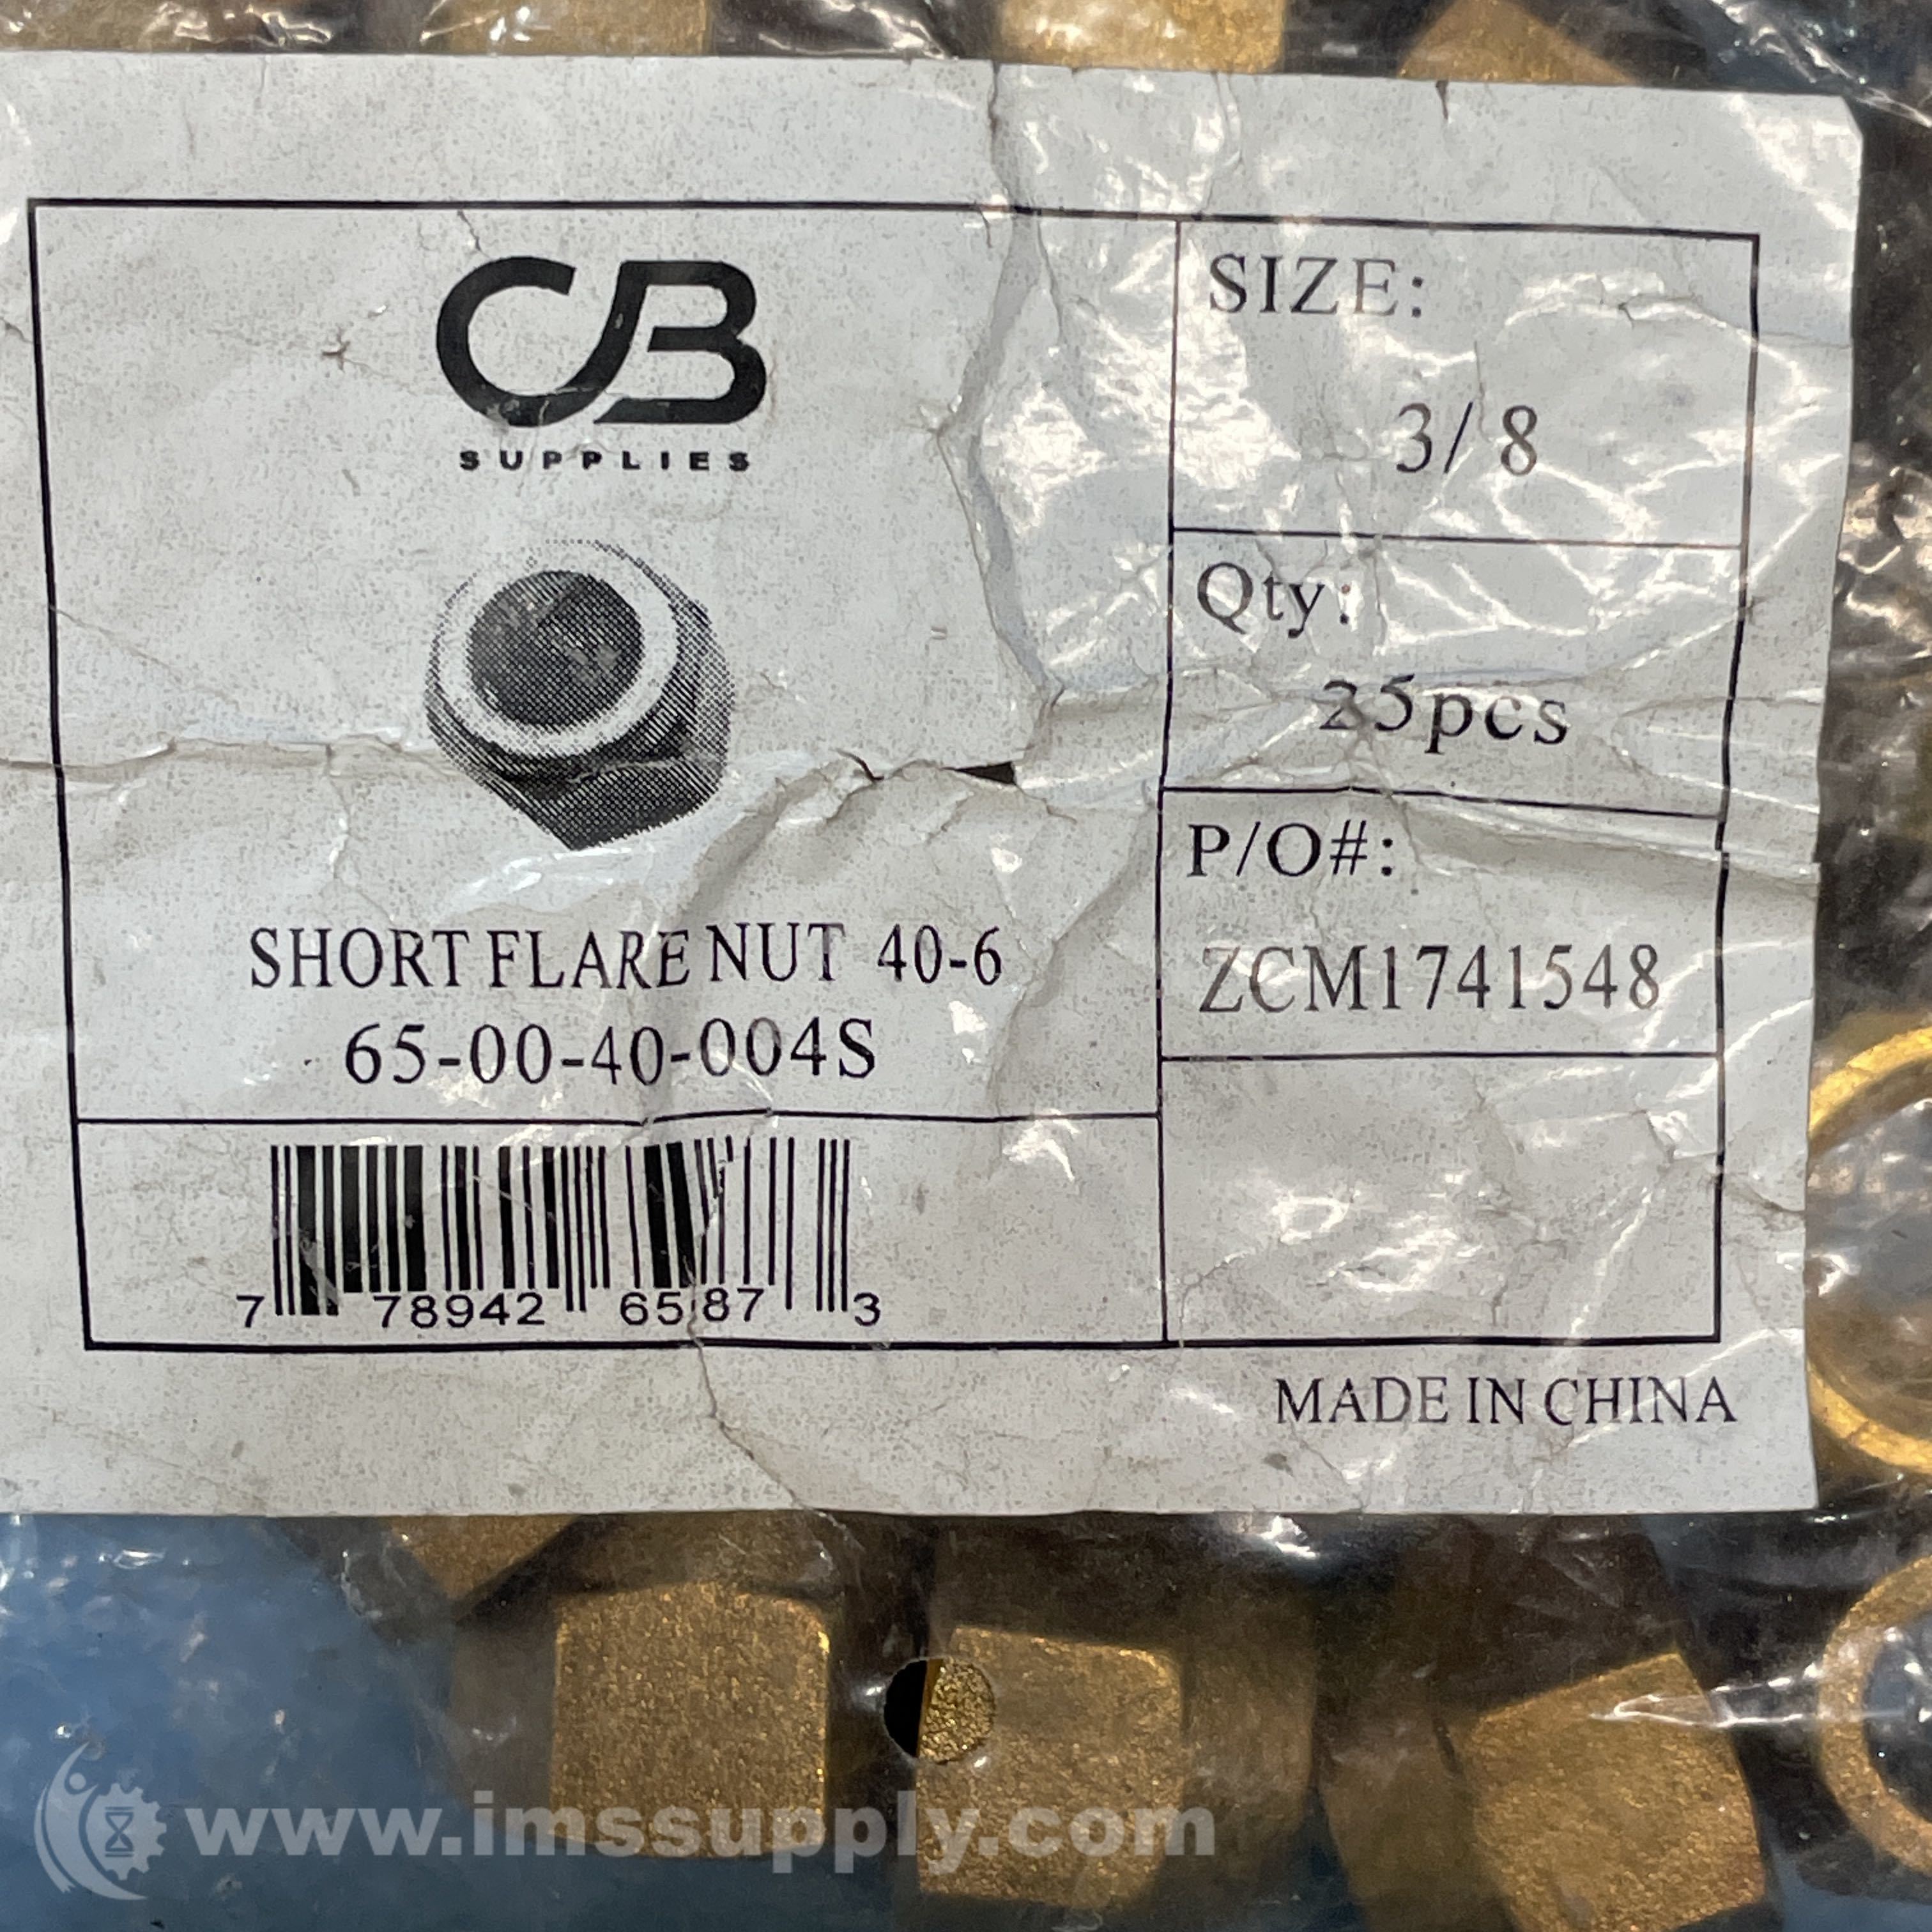 CB
SUPPLIES
SHORT FLARE NUT 40-6
65-00-40-004S
7 78942 6587 3
SIZE:
3/8
Qty:
25pcs
P/O#:
ZCM1741548
MADE IN CHINA
www.imssupply.com